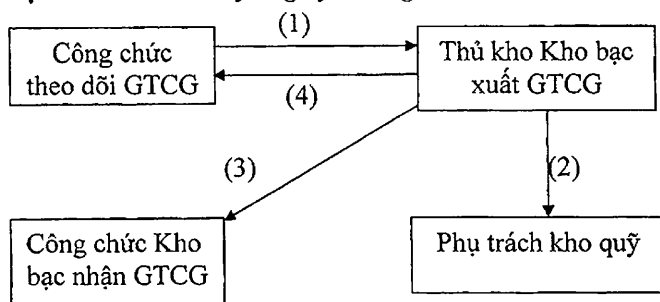 (1)
Công chức
theo dõi GTCG
Thủ kho Kho bạc
xuất GTCG
(4)
(3)
(2)
Công chức Kho
bạc nhận GTCG
Phụ trách kho quỹ